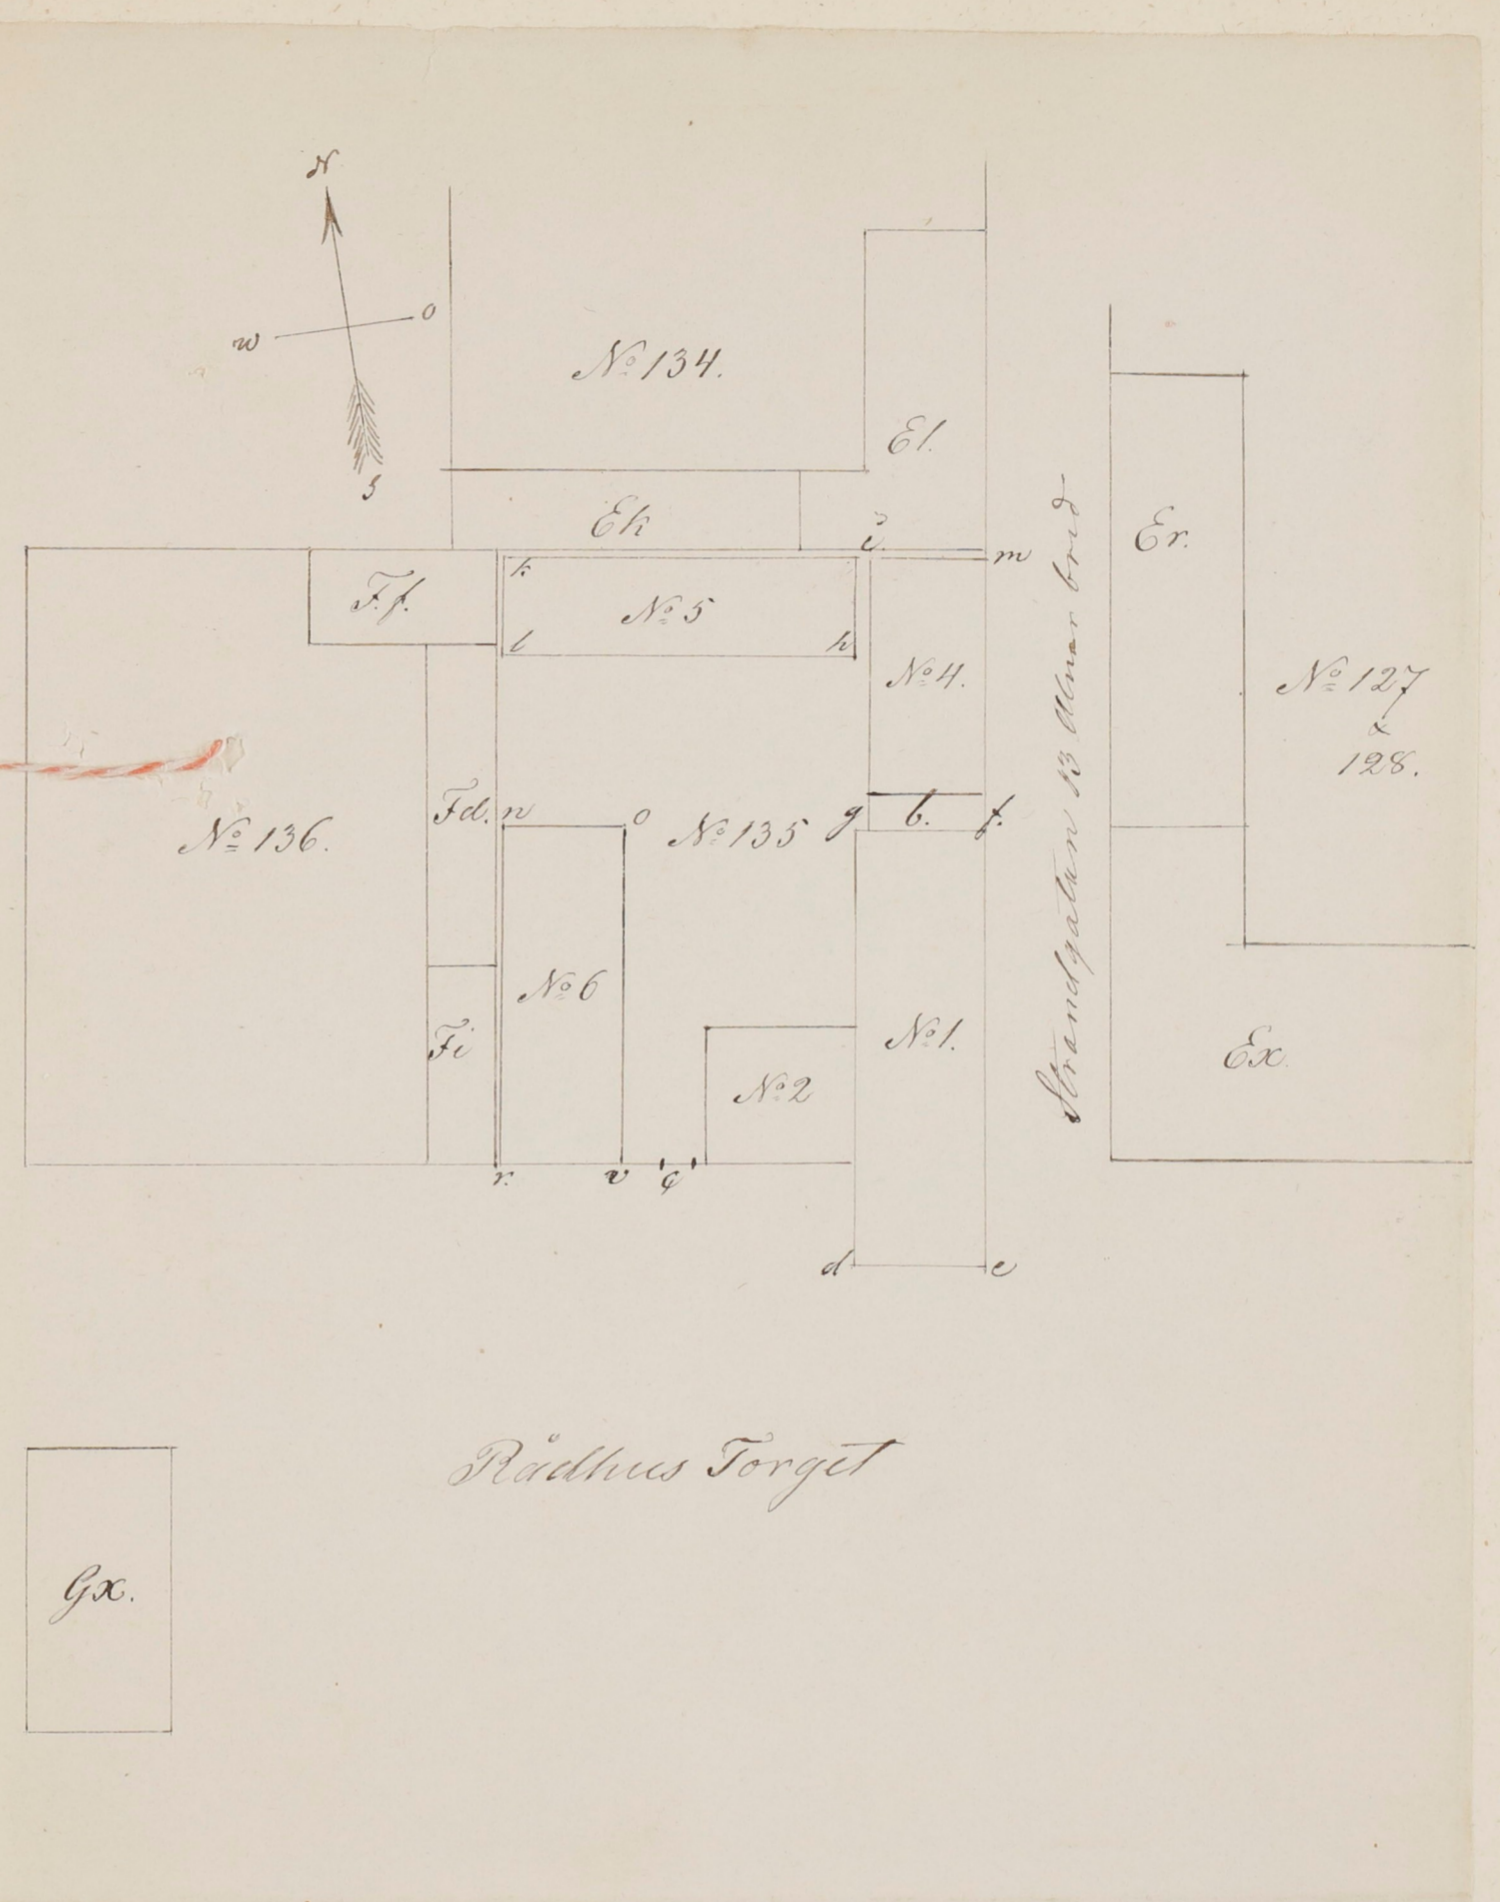 N
w
o
s
No 134.
El.
Ek
Er.
F.f.
k
i.
m
No 5
l
h
No 4.
Strandgatan 13 Alnar bred
No 127
&
128.
Fd.
n
o
No 135
g
b.
f.
No 136.
No 6
Fi
No 2
No 1.
Ex.
r.
v
q
d
e
Rådhus Torget
Gx.